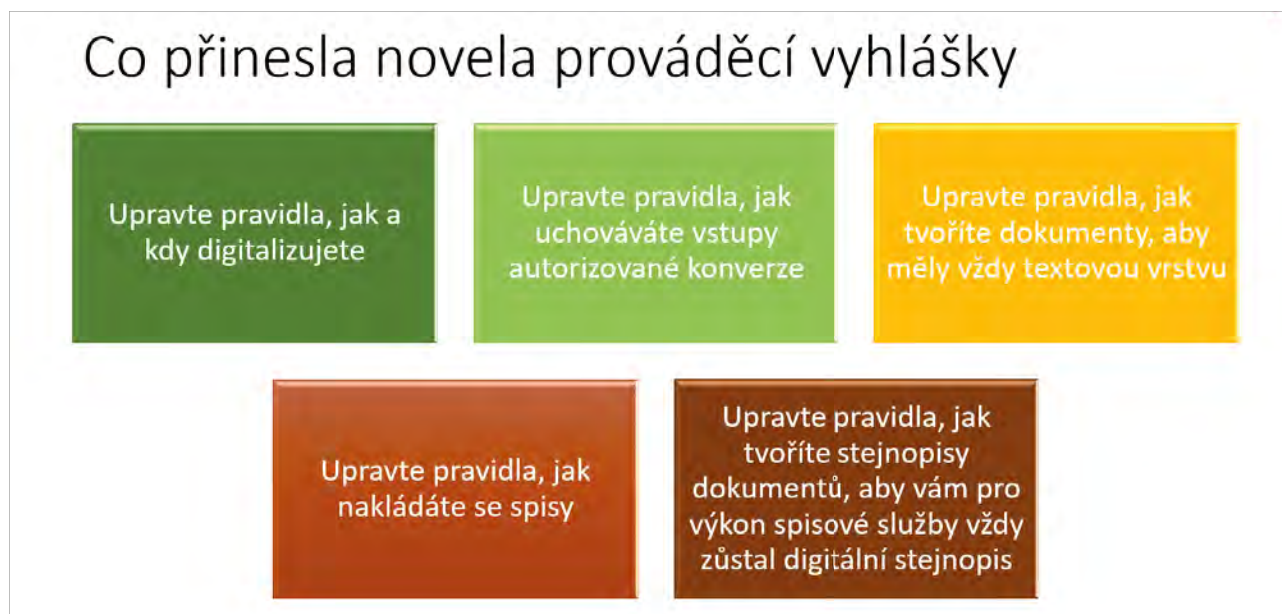 Co přinesla novela prováděcí vyhlášky
Upravte pravidla, jak a
kdy digitalizujete
Upravte pravidla, jak
uchováváte vstupy
autorizované konverze
Upravte pravidla, jak
tvoříte dokumenty, aby
měly vždy textovou vrstvu
Upravte pravidla, jak
nakládáte se spisy
Upravte pravidla, jak
tvoříte stejnopisy
dokumentů, aby vám pro
výkon spisové služby vždy
zůstal digitální stejnopis